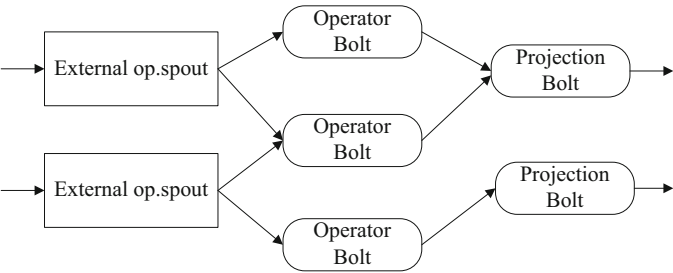 External op.spout
External op.spout
Operator
Bolt
Operator
Bolt
Operator
Bolt
Projection
Bolt
Projection
Bolt